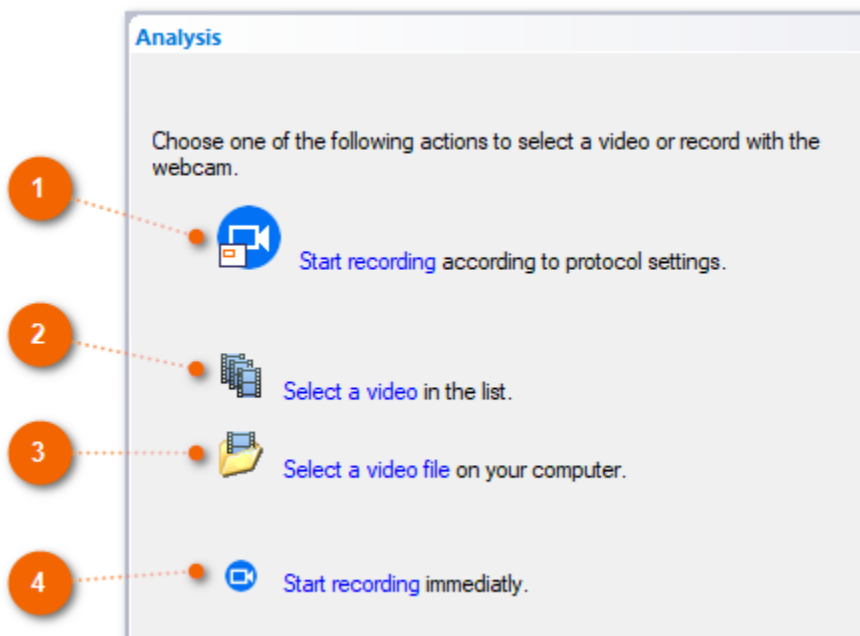 Analysis
Choose one of the following actions to select a video or record with the
webcam.
1
Start recording according to protocol settings.
2
Select a video in the list.
3
Select a video file on your computer.
4
Start recording immediatly.